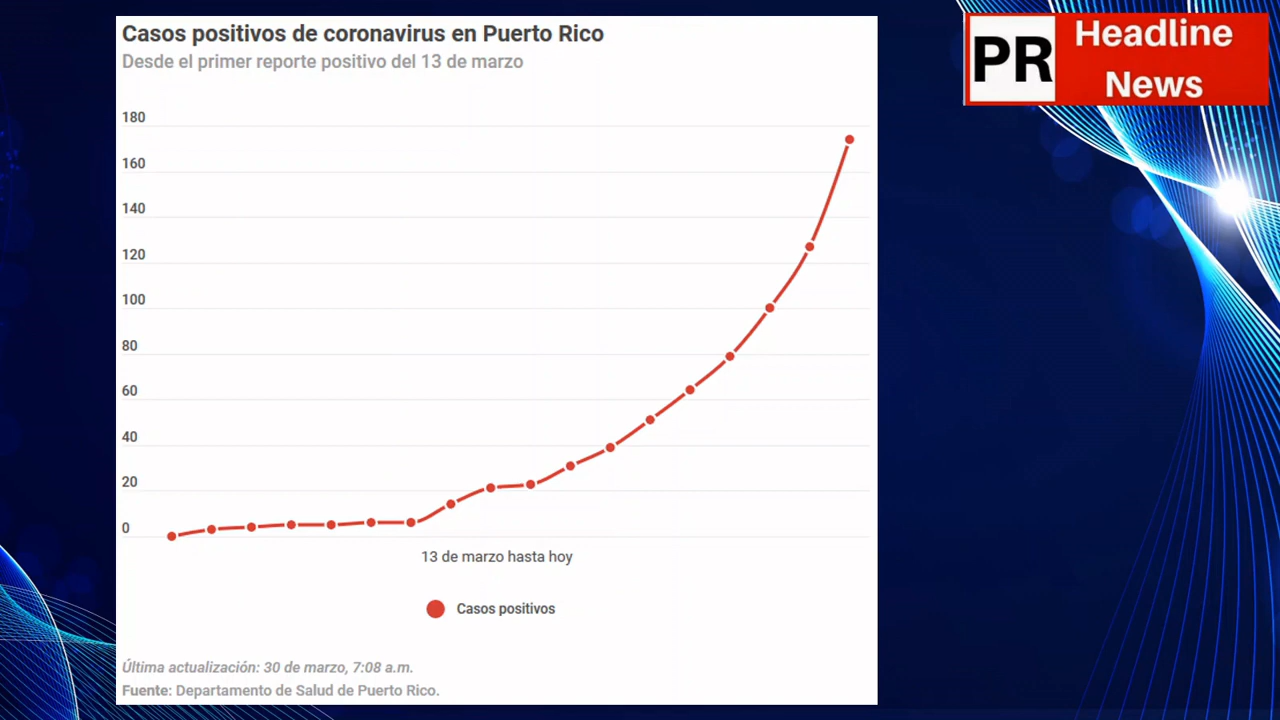 Casos positivos de coronavirus en Puerto Rico
Desde el primer reporte positivo del 13 de marzo
PR
Headline
News
180
160
140
120
100
80
60
40
20
0
13 de marzo hasta hoy
Casos positivos
Última actualización: 30 de marzo, 7:08 a.m.
Fuente: Departamento de Salud de Puerto Rico.